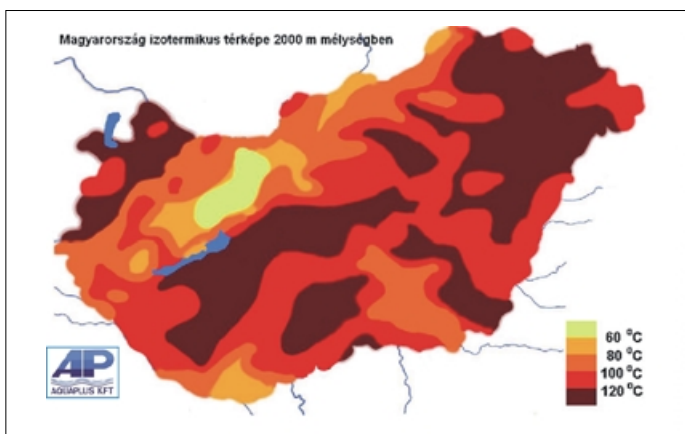 Magyarország izotermikus térképe 2000 m mélységben
60 °C
80 °C
100 °C
120 °C
AP
AQUAPLUS KFT